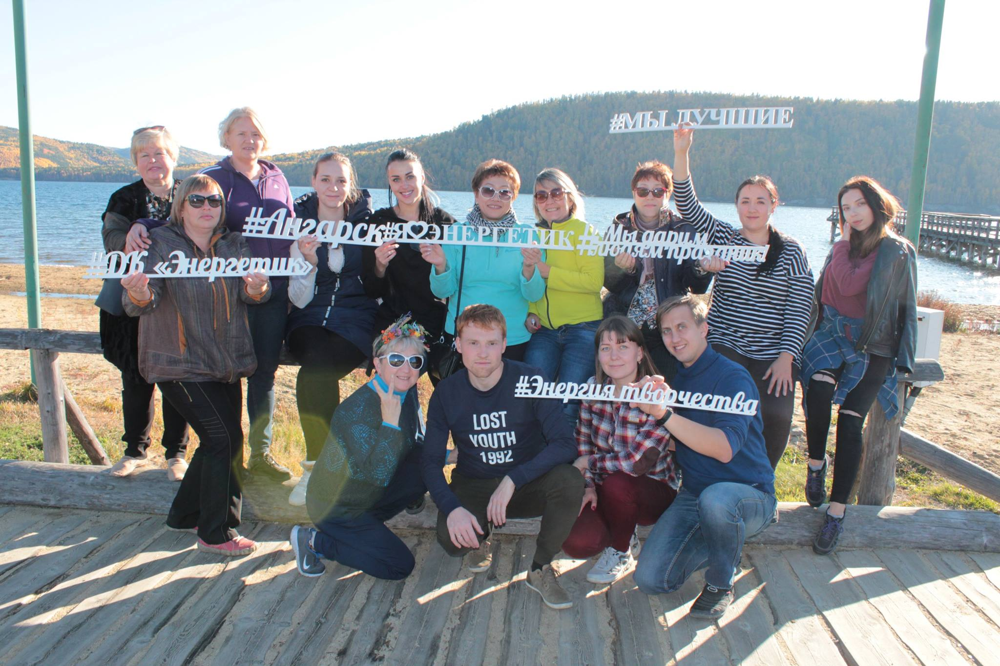 #МЫ ЛУЧШИЕ
#Ангарск
#Я ЭНЕРГЕТИК
#Мы дарим
#людям праздник!
#ДК «Энергетик»
#Энергия творчества
LOST
YOUTH
1992